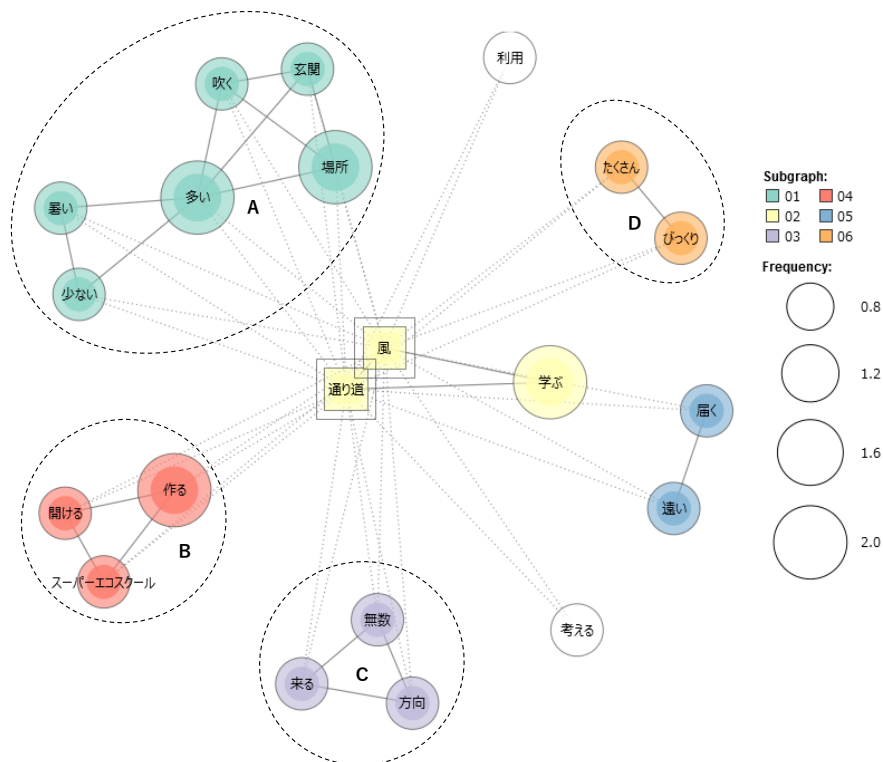 利用
玄関
吹く
場所
多い
A
暑い
少ない
たくさん
D
びっくり
風
通り道
学ぶ
届く
遠い
作る
開ける
B
スーパーエコスクール
無数
C
来る
方向
考える
Subgraph:
01 04
02 05
03 06
Frequency:
0.8
1.2
1.6
2.0